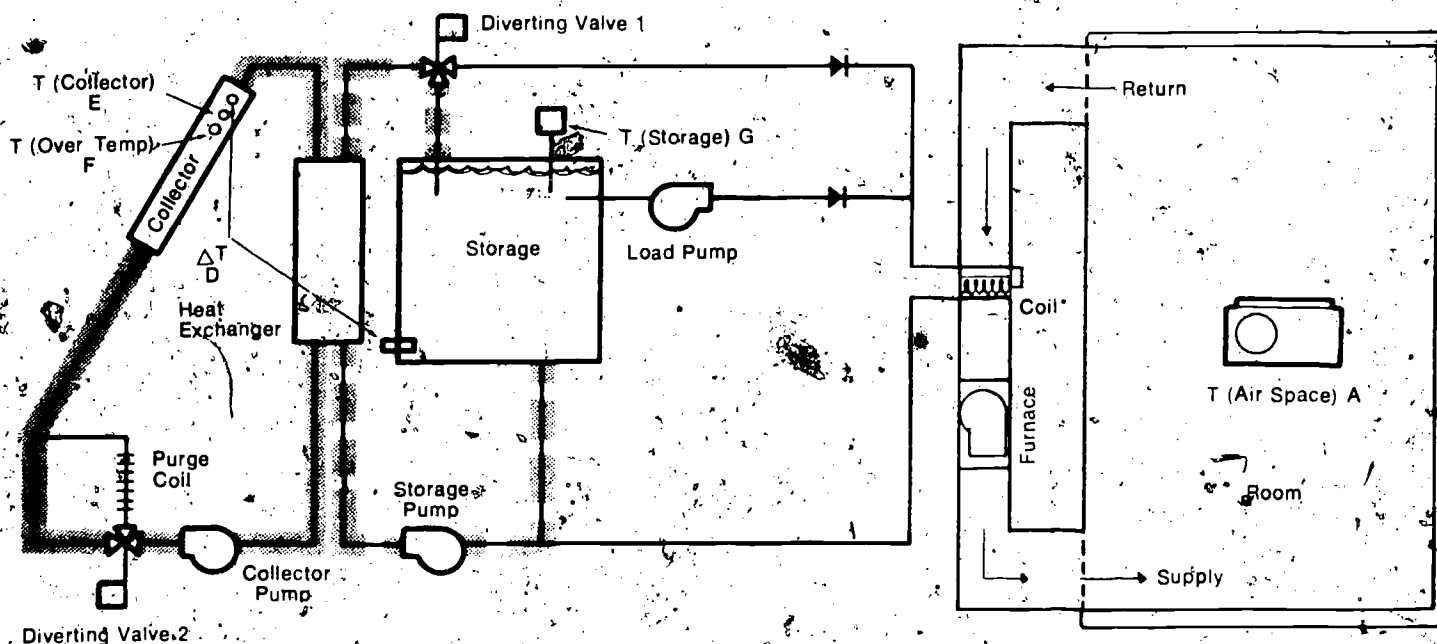 Diverting Valve 1
T (Collector)
E
T (Over Temp)
F
Collector
Return
T (Storage) G
Storage
Load Pump
ΔT
D
Heat
Exchanger
Coil
T (Air Space) A
Furnace
Purge
Coil
Storage
Pump
Room
Collector
Pump
Supply
Diverting Valve 2